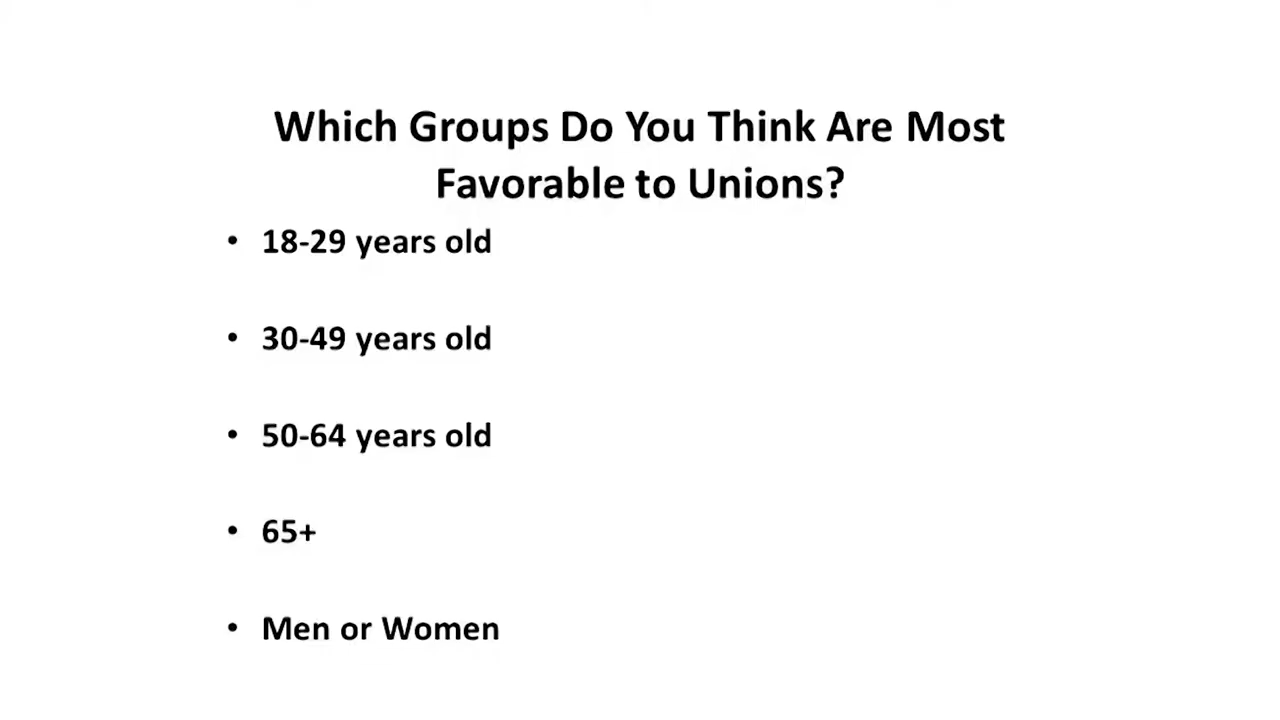 Which Groups Do You Think Are Most
Favorable to Unions?
• 18-29 years old
• 30-49 years old
• 50-64 years old
• 65+
• Men or Women